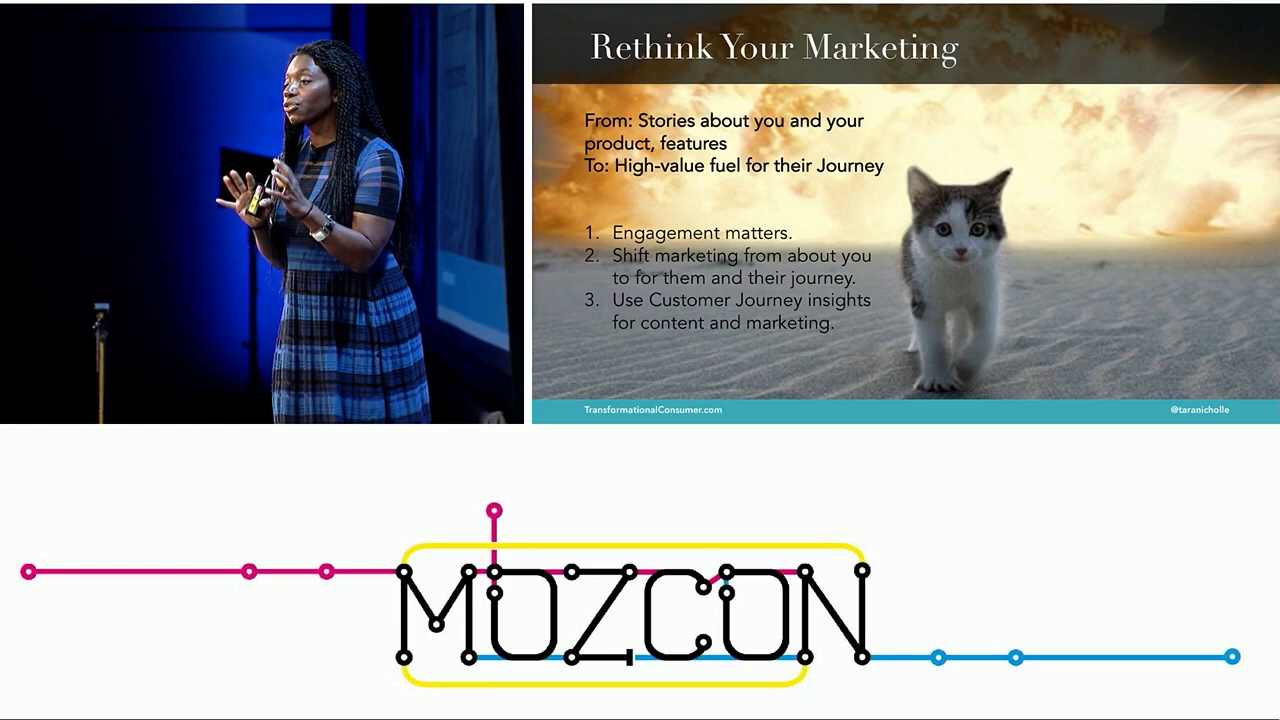 Rethink Your Marketing
From: Stories about you and your
product, features
To: High-value fuel for their Journey
1. Engagement matters.
2. Shift marketing from about you
to for them and their journey.
3. Use Customer Journey insights
for content and marketing.
TransformationalConsumer.com
@taranicholle
MOZCON